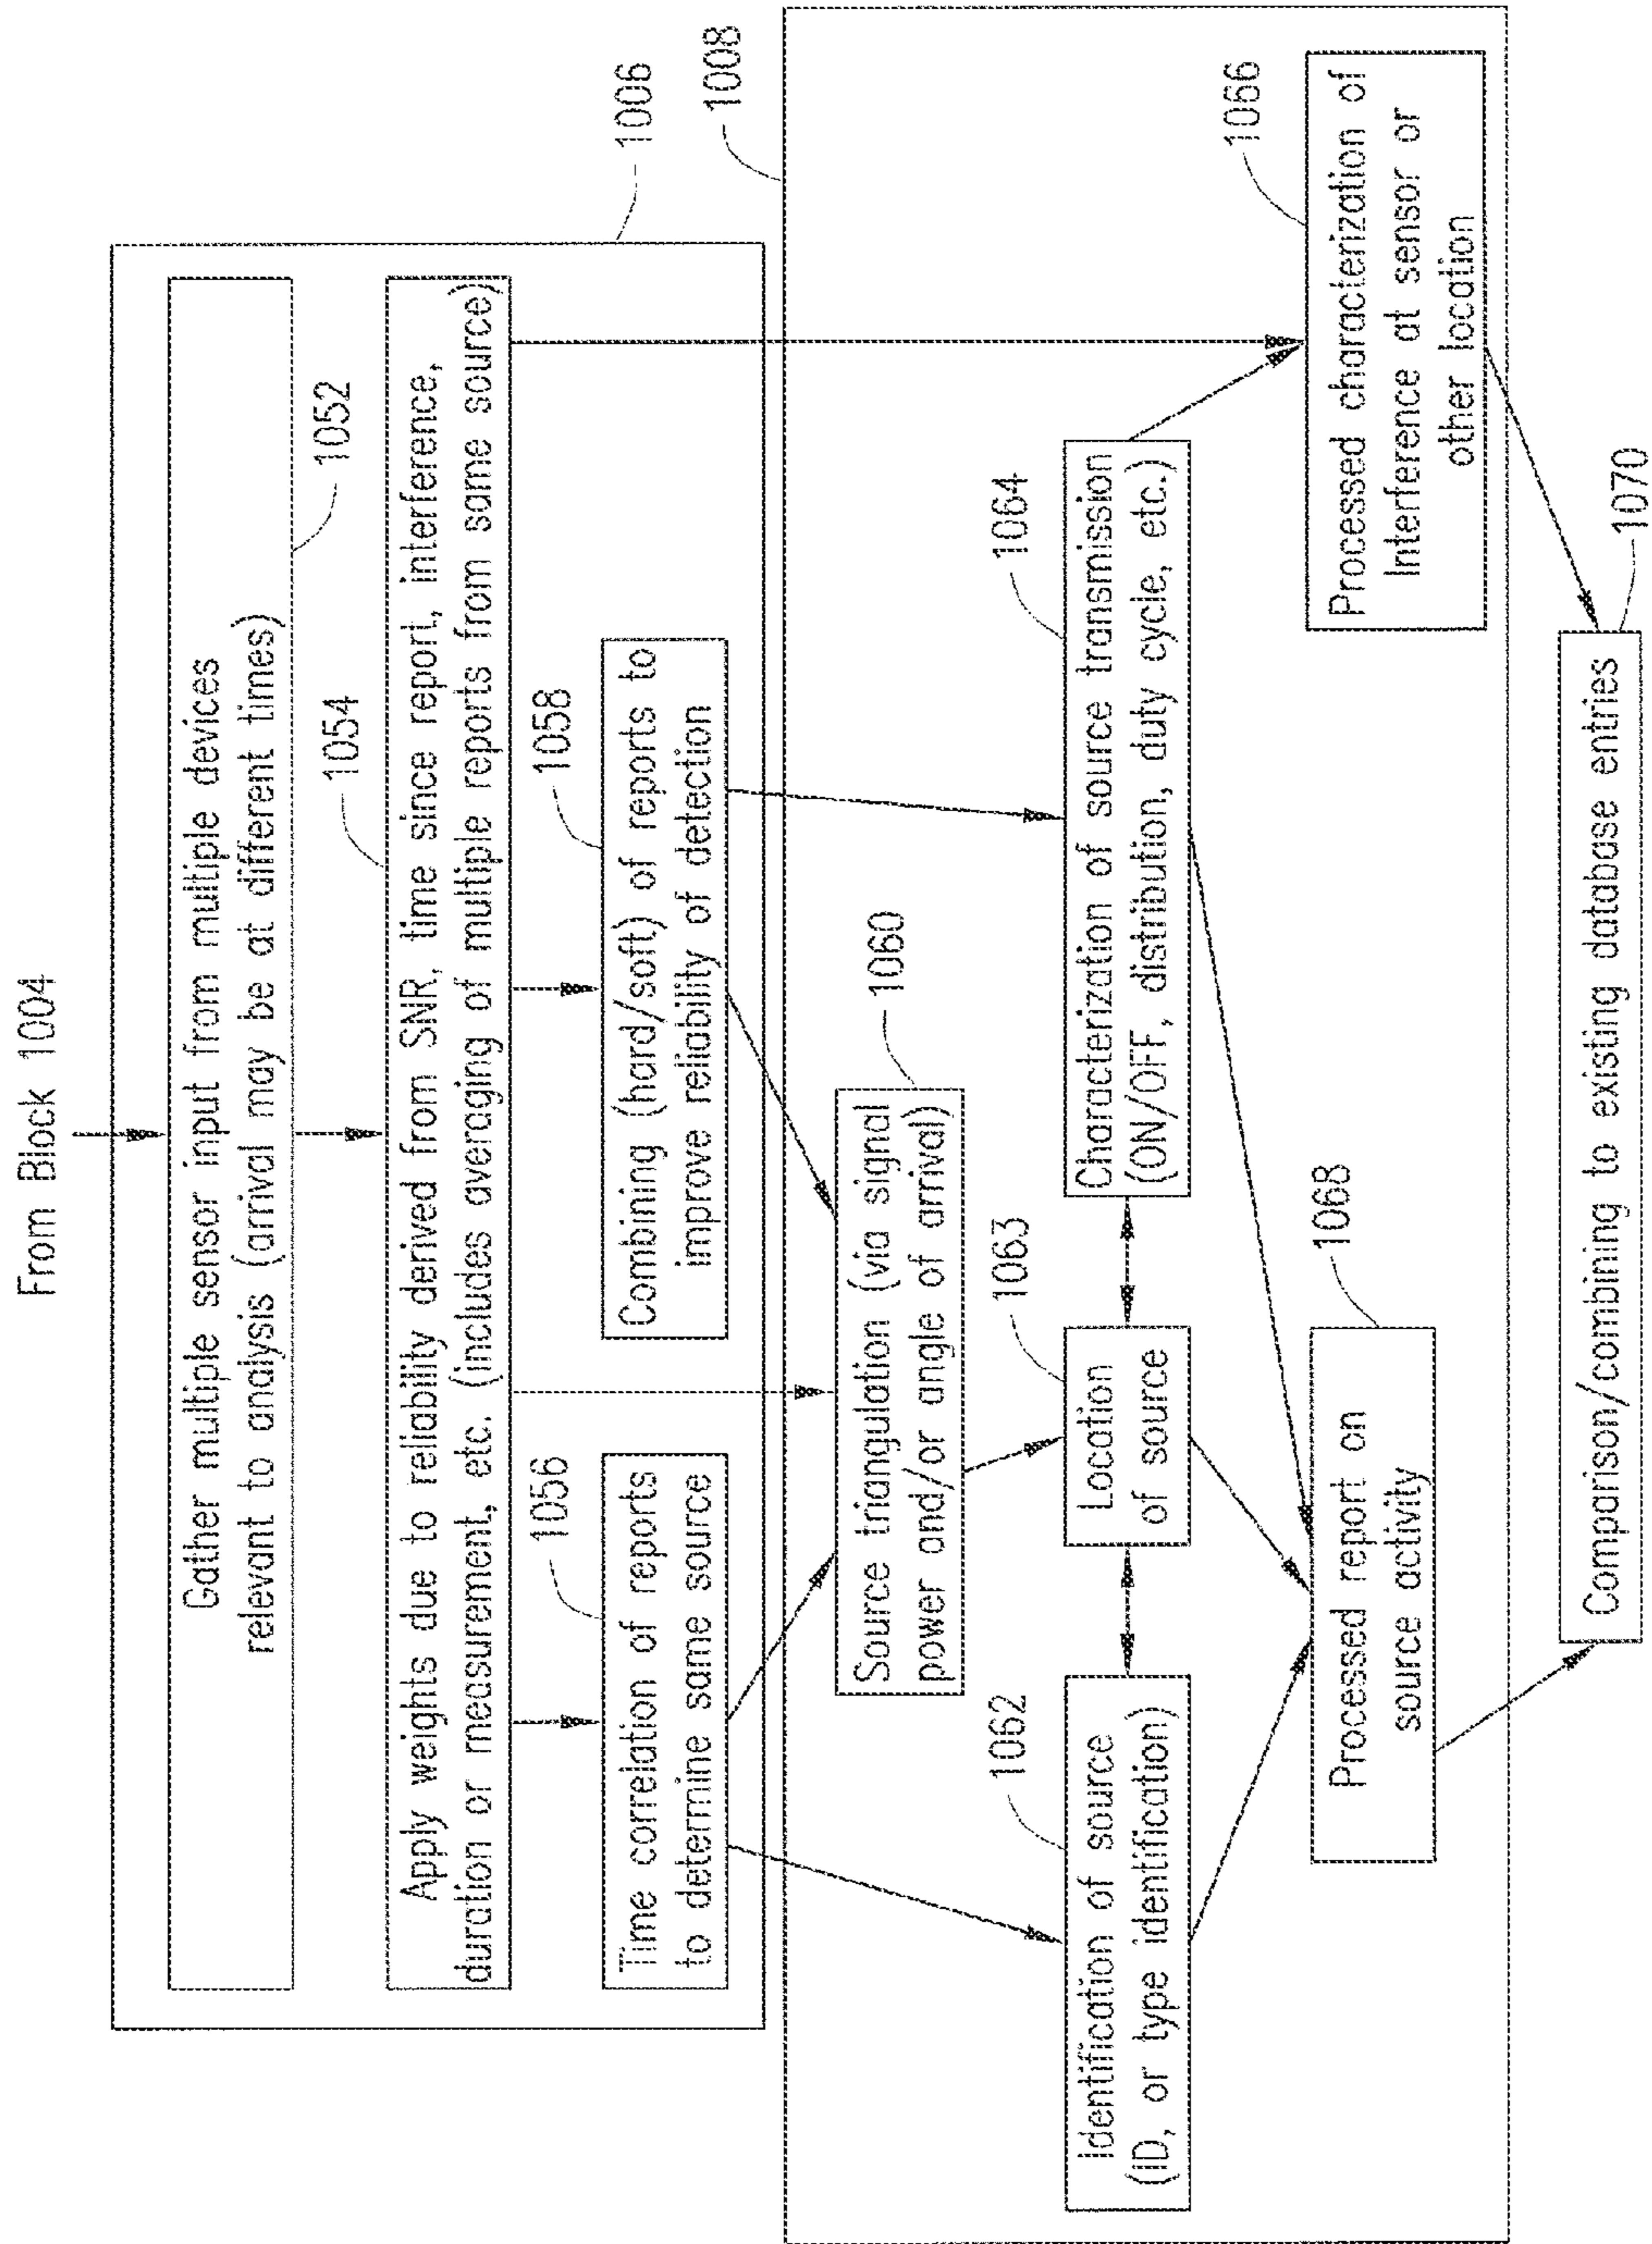 From Block 1004
Gather multiple sensor input from multiple devices
relevant to analysis (arrival may be at different times)
1052
1054
1006
Apply weights due to reliability derived from SNR, time since report, interference,
duration or measurement, etc. (includes averaging of multiple reports from same source)
1056
Time correlation of reports
to determine same source
1058
Combining (hard/soft) of reports to
improve reliability of detection
1008
1060
Source triangulation (via signal
power and/or angle of arrival)
1062
Identification of source
(ID, or type identification)
1063
Location
of source
1064
Characterization of source transmission
(ON/OFF, distribution, duty cycle, etc.)
1066
Processed characterization of
Interference at sensor or
other location
1068
Processed report on
source activity
1070
Comparison/combining to existing database entries